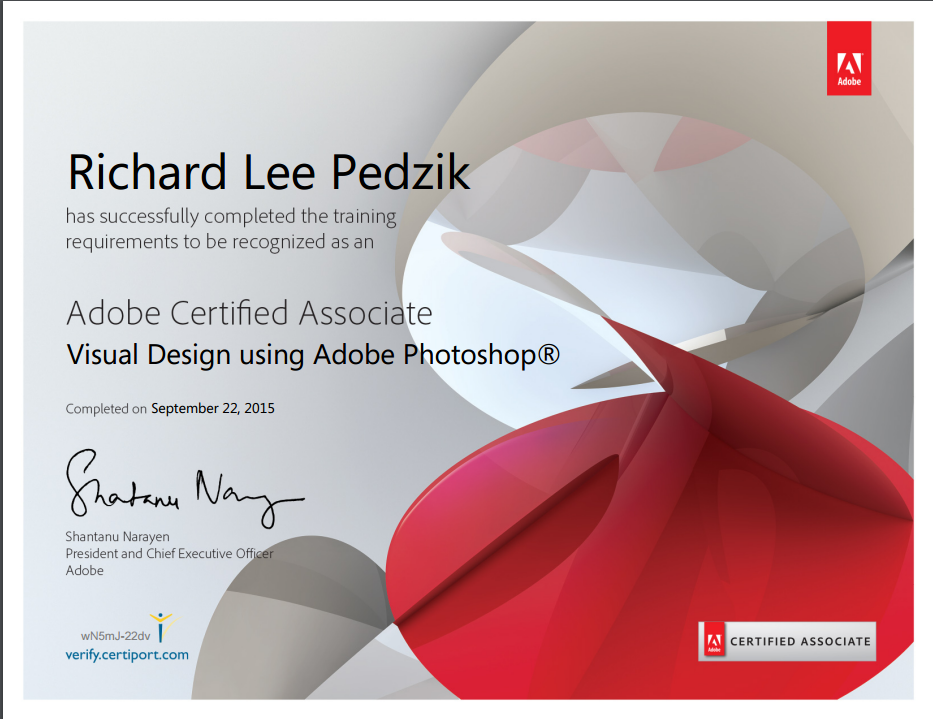 Adobe
Richard Lee Pedzik
has successfully completed the training
requirements to be recognized as an
Adobe Certified Associate
Visual Design using Adobe Photoshop®
Completed on September 22, 2015
Shantanu Narayen
Shantanu Narayen
President and Chief Executive Officer
Adobe
wN5mJ-22dv
verify.certiport.com
Adobe
CERTIFIED ASSOCIATE